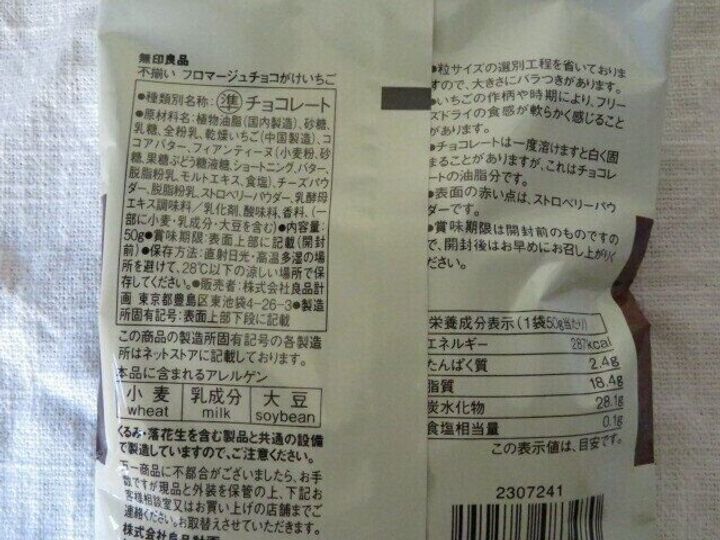 無印良品
不揃い フロマージュチョコがけいちご
●種類別名称:準チョコレート
●原材料名:植物油脂(国内製造)、砂糖、
乳糖、全粉乳、乾燥いちご(中国製造)、コ
コアバター、フィアンティーヌ(小麦粉、砂
糖、果糖ぶどう糖液糖、ショートニング、バター、
脱脂粉乳、モルトエキス、食塩)、チーズパウ
ダー、脱脂粉乳、ストロベリーパウダー、乳酵母
エキス調味料/乳化剤、酸味料、香料、(一
部に小麦・乳成分・大豆を含む)●内容量:
50g●賞味期限:表面上部に記載(開封
前)●保存方法:直射日光・高温多湿の場
所を避けて、28℃以下の涼しい場所で保
存してください。●販売者:株式会社良品計
画 東京都豊島区東池袋4-26-3●製造
所固有記号:表面上部下段に記載
この商品の製造所固有記号の各製造
所はネットストアに記載しております。
本品に含まれるアレルゲン
小麦 乳成分 大豆
wheat milk soybean
くるみ・落花生を含む製品と共通の設備
で製造していますので、ご注意ください。
万一商品に不都合がございましたら、お手
数ですが現品と外装を保管の上、下記お
客様相談室又はお買い上げの店舗までご
連絡ください。お取替えさせていただきます。
株式会社良品計画
●粒サイズの選別工程を省いておりま
すので、大きさにバラつきがあります。
●いちごの作柄や時期により、フリー
ズドライの食感が軟らかく感じること
があります。
●チョコレートは一度溶けますと白く固
まることがありますが、これはチョコレ
ートの油脂分です。
●表面の赤い点は、ストロベリーパウ
ダーです。
●賞味期限は開封前のものですの
で、開封後はお早めにお召し上がりく
ださい。
栄養成分表示(1袋50g当たり)
エネルギー 287kcal
たんぱく質 2.4g
脂質 18.4g
炭水化物 28.1g
食塩相当量 0.1g
この表示値は、目安です。
2307241